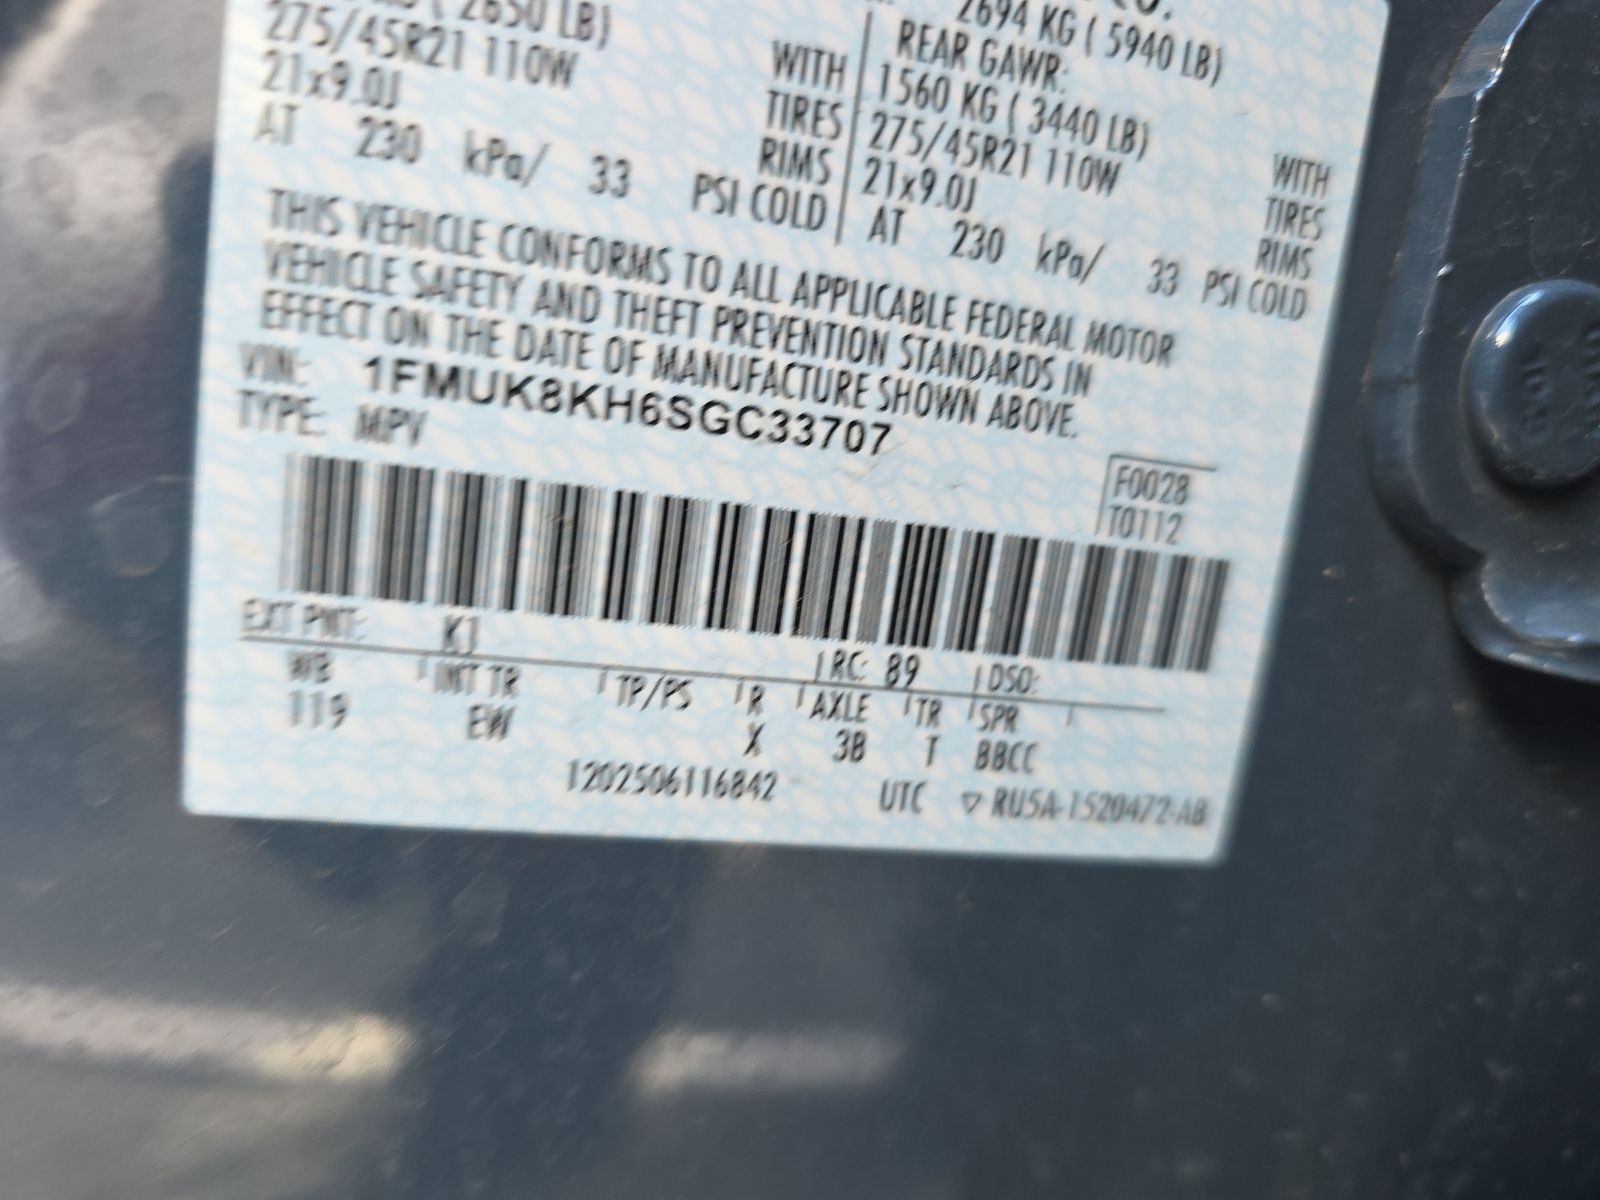 ( 2650 LB)
275/45R21 110W WITH TIRES
21x9.0J RIMS
AT 230 kPa/ 33 PSI COLD
2694 KG ( 5940 LB)
REAR GAWR:
1560 KG ( 3440 LB) WITH
275/45R21 110W TIRES
21x9.0J RIMS
AT 230 kPa/ 33 PSI COLD
THIS VEHICLE CONFORMS TO ALL APPLICABLE FEDERAL MOTOR
VEHICLE SAFETY AND THEFT PREVENTION STANDARDS IN
EFFECT ON THE DATE OF MANUFACTURE SHOWN ABOVE.
VIN: 1FMUK8KH6SGC33707
TYPE: MPV
F0028
T0112
EXT PNT: K1 RC: 89 DSO:
WB INT TR TP/PS R AXLE TR SPR
119 EW X 3B T BBCC
1202506116842 UTC ▽ RU5A-1520472-AB